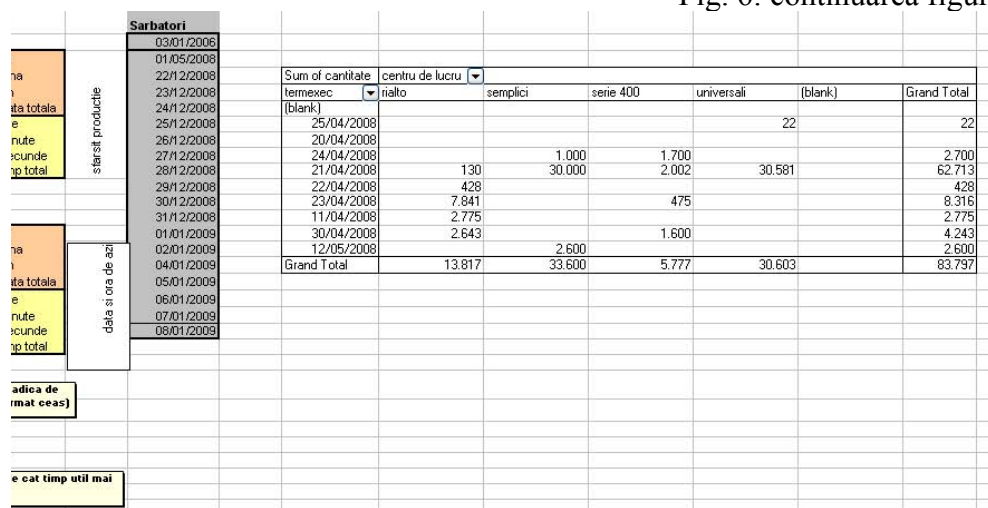 Fig. 6. continuarea figur
Sarbatori
03/01/2006
01/05/2008
22/12/2008
23/12/2008
24/12/2008
25/12/2008
26/12/2008
27/12/2008
28/12/2008
29/12/2008
30/12/2008
31/12/2008
01/01/2009
02/01/2009
04/01/2009
05/01/2009
06/01/2009
07/01/2009
08/01/2009
na
ata totala
e
nute
ecunde
np total
sfarsit productie
na
ata totala
e
nute
ecunde
np total
data si ora de azi
adica de
rmat ceas)
e cat timp util mai
Sum of cantitate centru de lucru
termexec rialto semplici serie 400 universali (blank) Grand Total
(blank)
25/04/2008 22 22
20/04/2008
24/04/2008 1.000 1.700 2.700
21/04/2008 130 30.000 2.002 30.581 62.713
22/04/2008 428 428
23/04/2008 7.841 475 8.316
11/04/2008 2.775 2.775
30/04/2008 2.643 1.600 4.243
12/05/2008 2.600 2.600
Grand Total 13.817 33.600 5.777 30.603 83.797